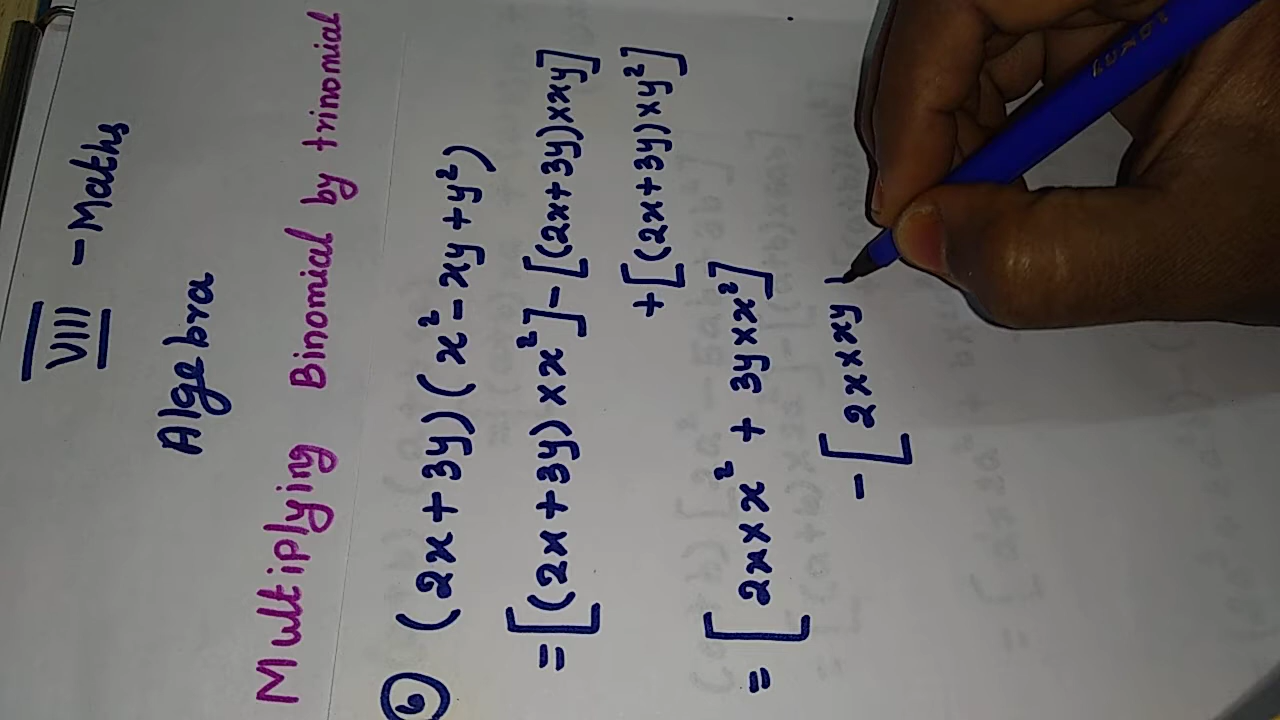 VIII - Maths
Algebra
Multiplying Binomial by trinomial
6 (2x + 3y) (x² - xy + y²)
= [(2x + 3y) × x²] - [(2x + 3y) × xy]
+ [(2x + 3y) × y²]
= [2x × x² + 3y × x²]
- [2x × xy